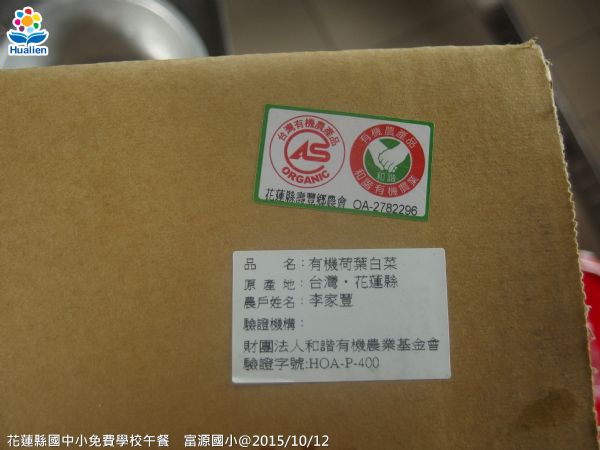 Hualien
台灣有機農產品
CAS
ORGANIC
有機農產品
和諧
和諧有機農業
花蓮縣壽豐鄉農會 OA-2782296
品 名：有機荷葉白菜
原 產 地：台灣·花蓮縣
農戶姓名：李家豐
驗證機構：
財團法人和諧有機農業基金會
驗證字號:HOA-P-400
花蓮縣國中小免費學校午餐 富源國小@2015/10/12